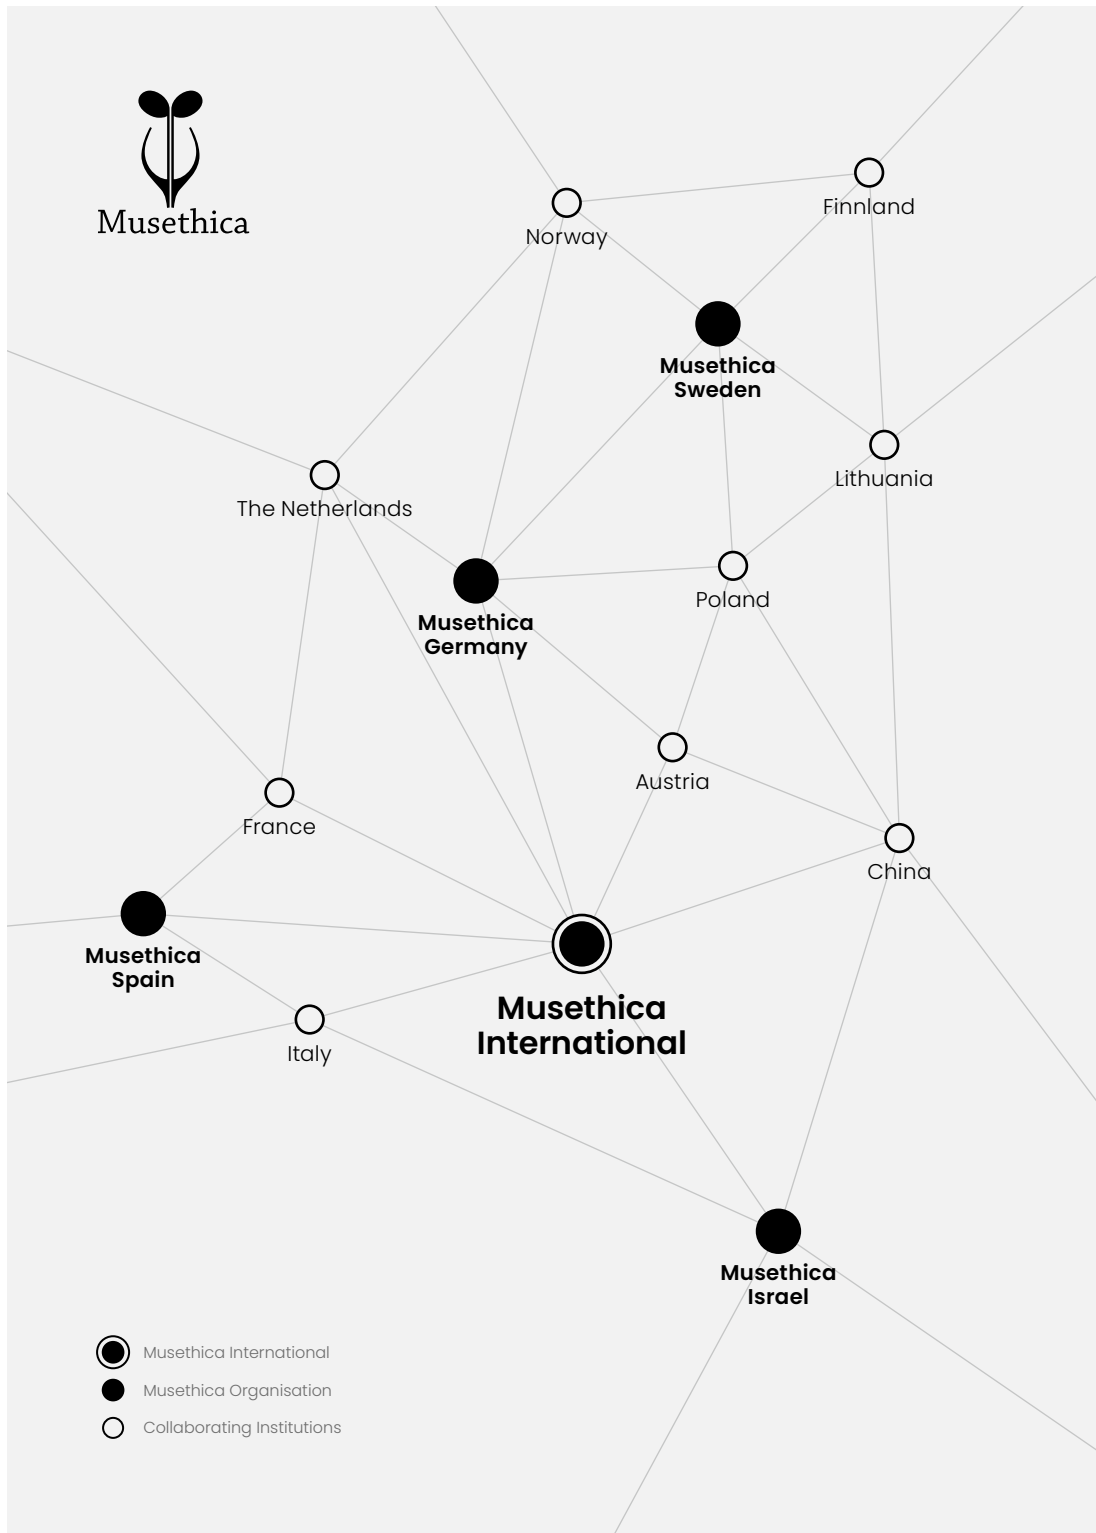 Musethica
Finnland
Norway
Musethica
Sweden
Lithuania
The Netherlands
Poland
Musethica
Germany
Austria
France
China
Musethica
Spain
Musethica
International
Italy
Musethica
Israel
Musethica International
Musethica Organisation
Collaborating Institutions